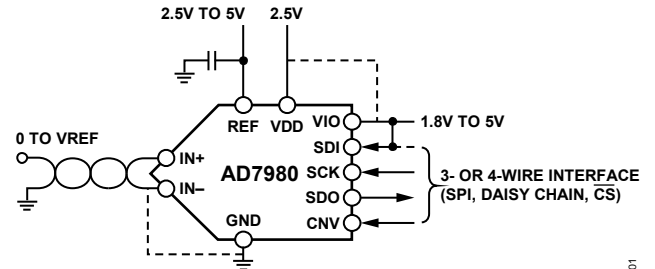 2.5V TO 5V 2.5V
REF VDD VIO 1.8V TO 5V
0 TO VREF SDI
IN+
AD7980 SCK 3- OR 4-WIRE INTERFACE
IN– SDO (SPI, DAISY CHAIN, CS)
GND CNV
01